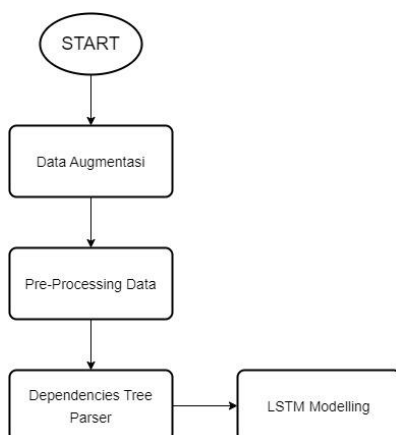 START
Data Augmentasi
Pre-Processing Data
Dependencies Tree
Parser
LSTM Modelling